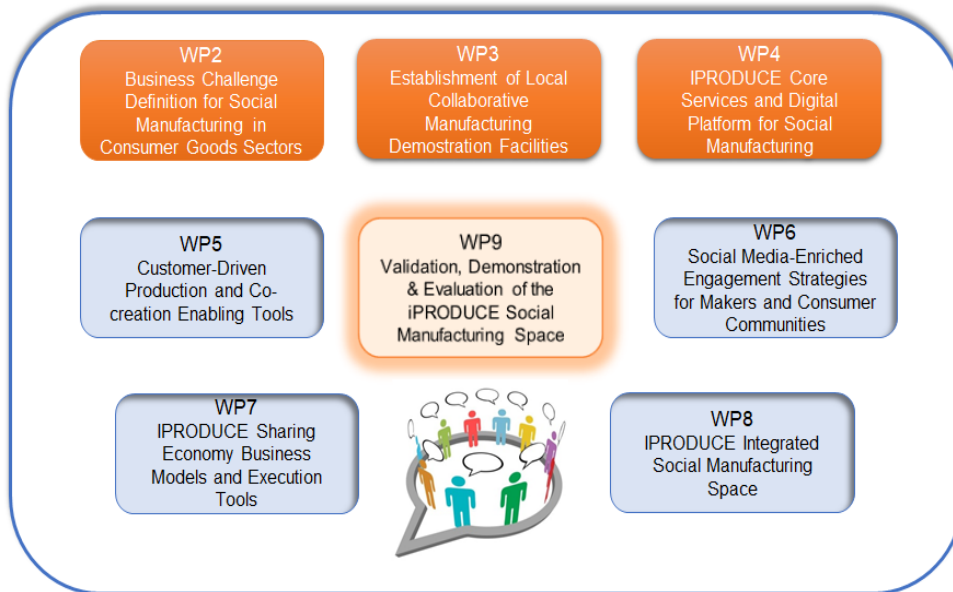 WP2
Business Challenge
Definition for Social
Manufacturing in
Consumer Goods Sectors
WP3
Establishment of Local
Collaborative
Manufacturing
Demostration Facilities
WP4
IPRODUCE Core
Services and Digital
Platform for Social
Manufacturing
WP5
Customer-Driven
Production and Co-
creation Enabling Tools
WP9
Validation, Demonstration
& Evaluation of the
iPRODUCE Social
Manufacturing Space
WP6
Social Media-Enriched
Engagement Strategies
for Makers and Consumer
Communities
WP7
IPRODUCE Sharing
Economy Business
Models and Execution
Tools
WP8
IPRODUCE Integrated
Social Manufacturing
Space